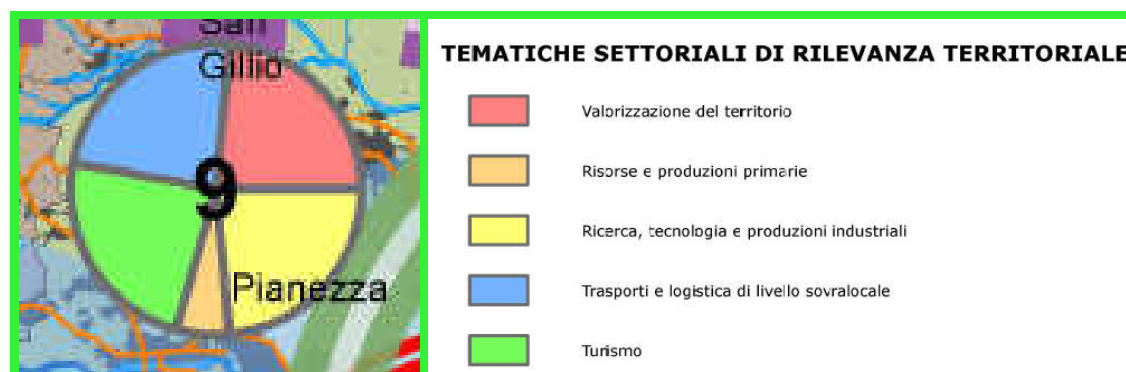 San
Gillio
9
Pianezza
TEMATICHE SETTORIALI DI RILEVANZA TERRITORIALE
Valorizzazione del territorio
Risorse e produzioni primarie
Ricerca, tecnologia e produzioni industriali
Trasporti e logistica di livello sovralocale
Turismo